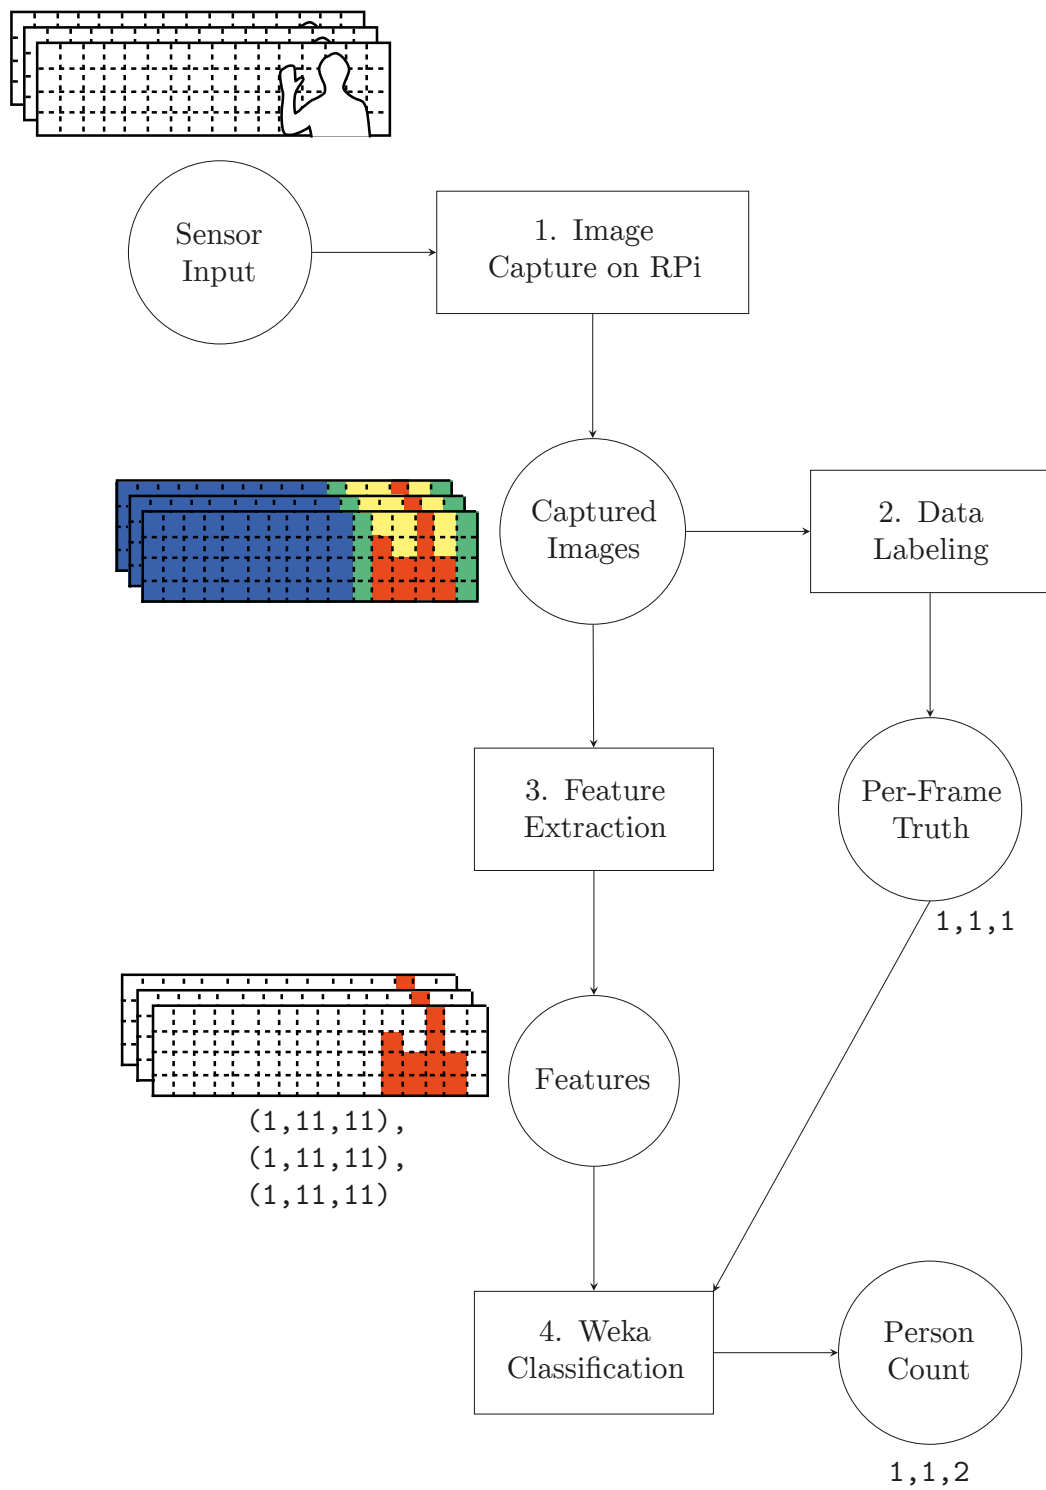 Sensor
Input
1. Image
Capture on RPi
Captured
Images
2. Data
Labeling
3. Feature
Extraction
Per-Frame
Truth
1,1,1
Features
(1,11,11),
(1,11,11),
(1,11,11)
4. Weka
Classification
Person
Count
1,1,2